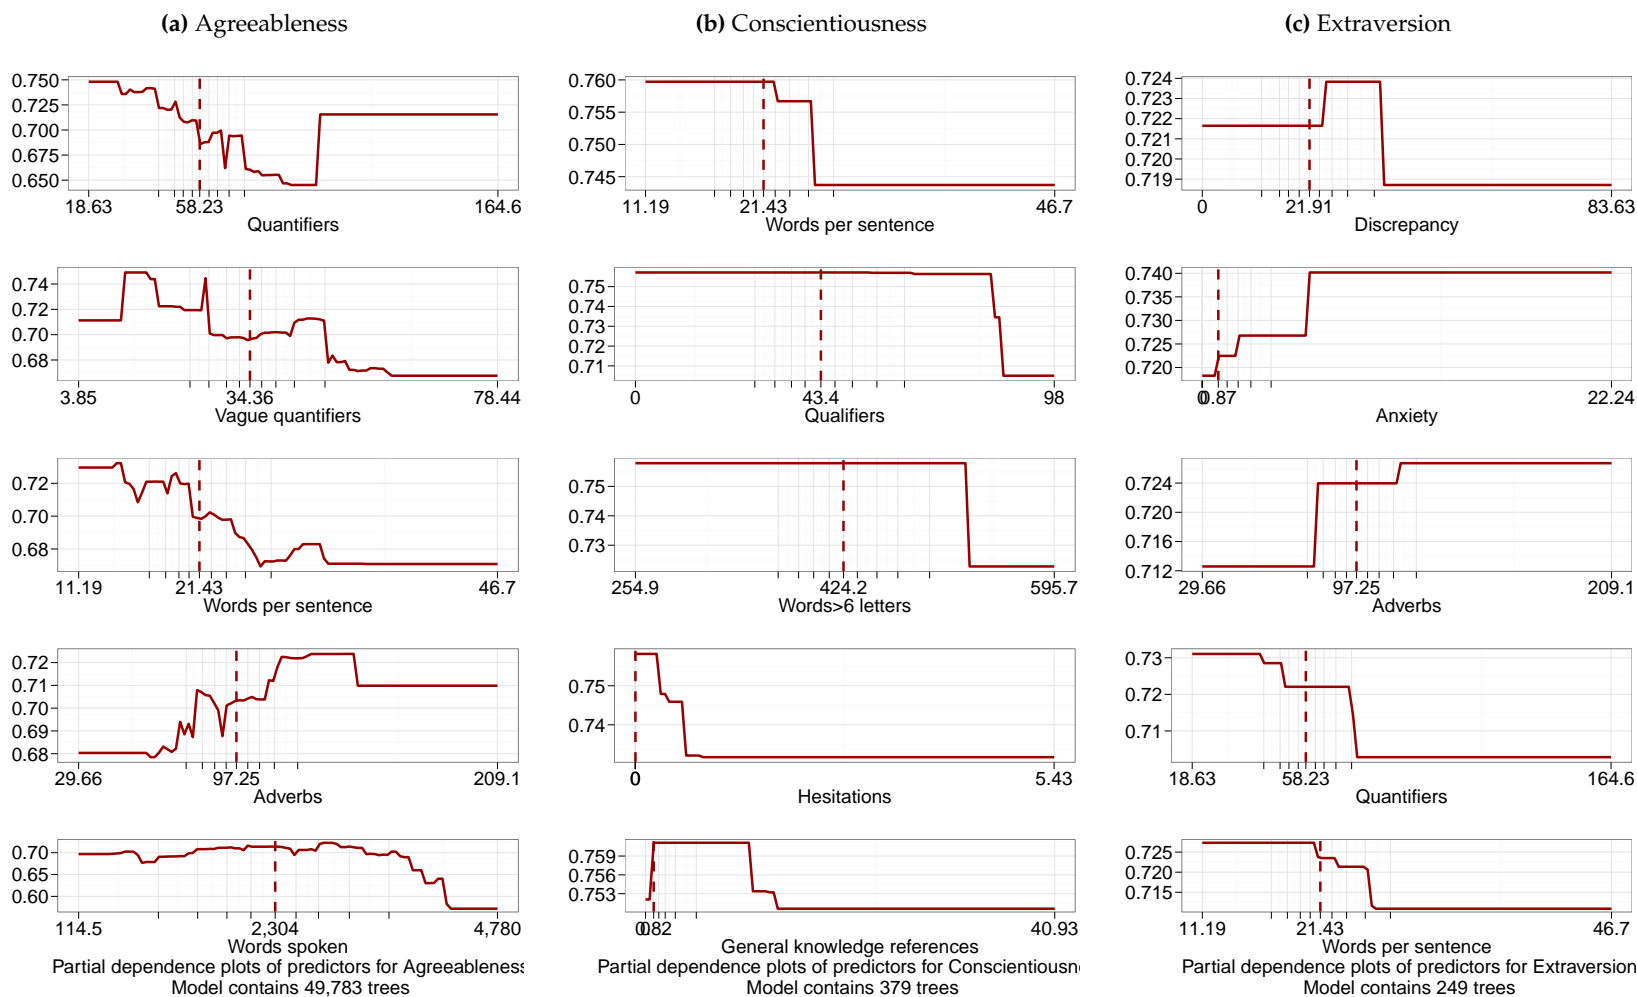 (a) Agreeableness
(b) Conscientiousness
(c) Extraversion
0.750
0.725
0.700
0.675
0.650
18.63 58.23 164.6
Quantifiers
0.74
0.72
0.70
0.68
3.85 34.36 78.44
Vague quantifiers
0.72
0.70
0.68
11.19 21.43 46.7
Words per sentence
0.72
0.71
0.70
0.69
0.68
29.66 97.25 209.1
Adverbs
0.70
0.65
0.60
114.5 2,304 4,780
Words spoken
Partial dependence plots of predictors for Agreeableness
Model contains 49,783 trees
0.760
0.755
0.750
0.745
11.19 21.43 46.7
Words per sentence
0.75
0.74
0.73
0.72
0.71
0 43.4 98
Qualifiers
0.75
0.74
0.73
254.9 424.2 595.7
Words>6 letters
0.75
0.74
0 5.43
Hesitations
0.759
0.756
0.753
0 0.82 40.93
General knowledge references
Partial dependence plots of predictors for Conscientiousn
Model contains 379 trees
0.724
0.723
0.722
0.721
0.720
0.719
0 21.91 83.63
Discrepancy
0.740
0.735
0.730
0.725
0.720
0 0.87 22.24
Anxiety
0.724
0.720
0.716
0.712
29.66 97.25 209.1
Adverbs
0.73
0.72
0.71
18.63 58.23 164.6
Quantifiers
0.725
0.720
0.715
11.19 21.43 46.7
Words per sentence
Partial dependence plots of predictors for Extraversion
Model contains 249 trees